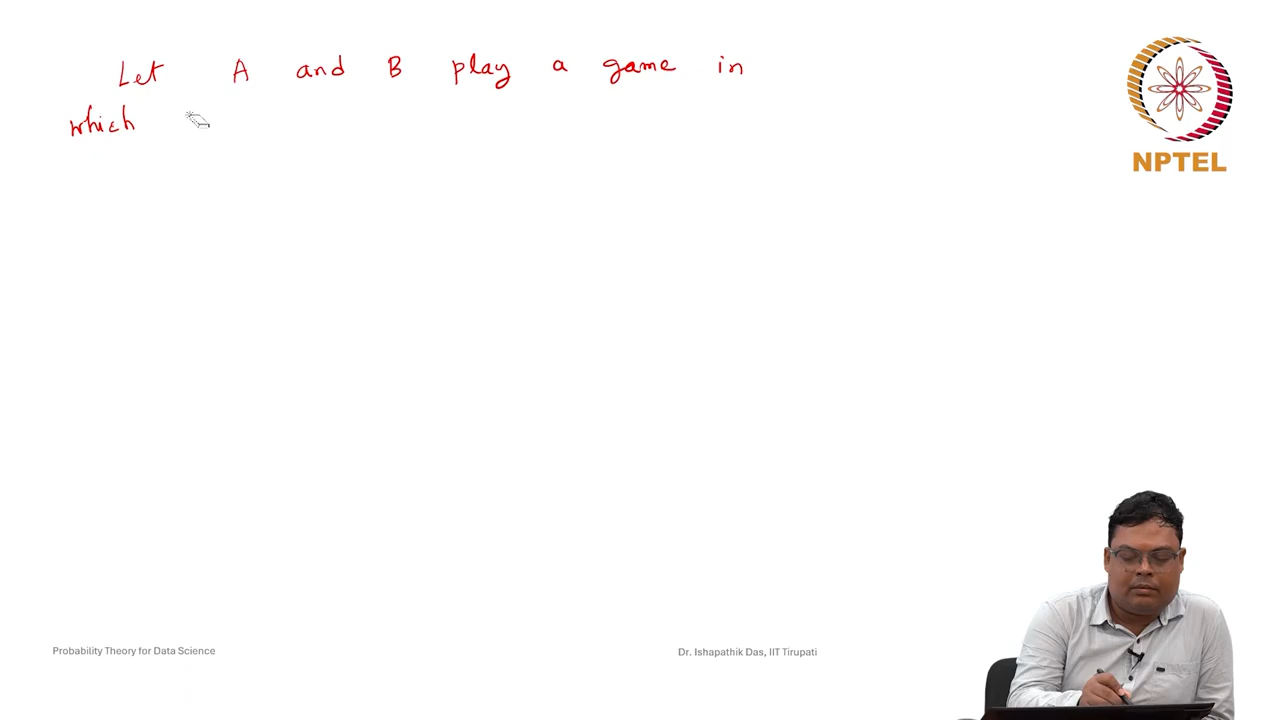 Let A and B play a game in
which
NPTEL
Probability Theory for Data Science
Dr. Ishapathik Das, IIT Tirupati